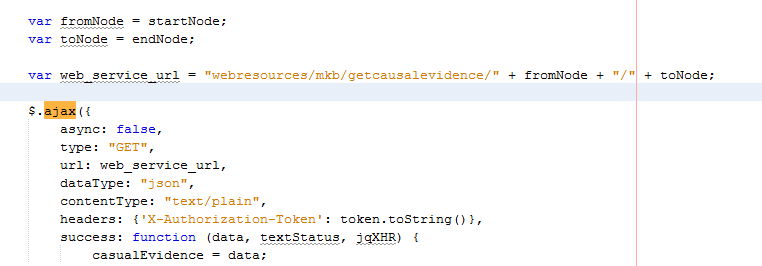 var fromNode = startNode;
var toNode = endNode;
var web_service_url = "webresources/mkb/getcausalevidence/" + fromNode + "/" + toNode;
$.ajax({
async: false,
type: "GET",
url: web_service_url,
dataType: "json",
contentType: "text/plain",
headers: {'X-Authorization-Token': token.toString()},
success: function (data, textStatus, jqXHR) {
casualEvidence = data;